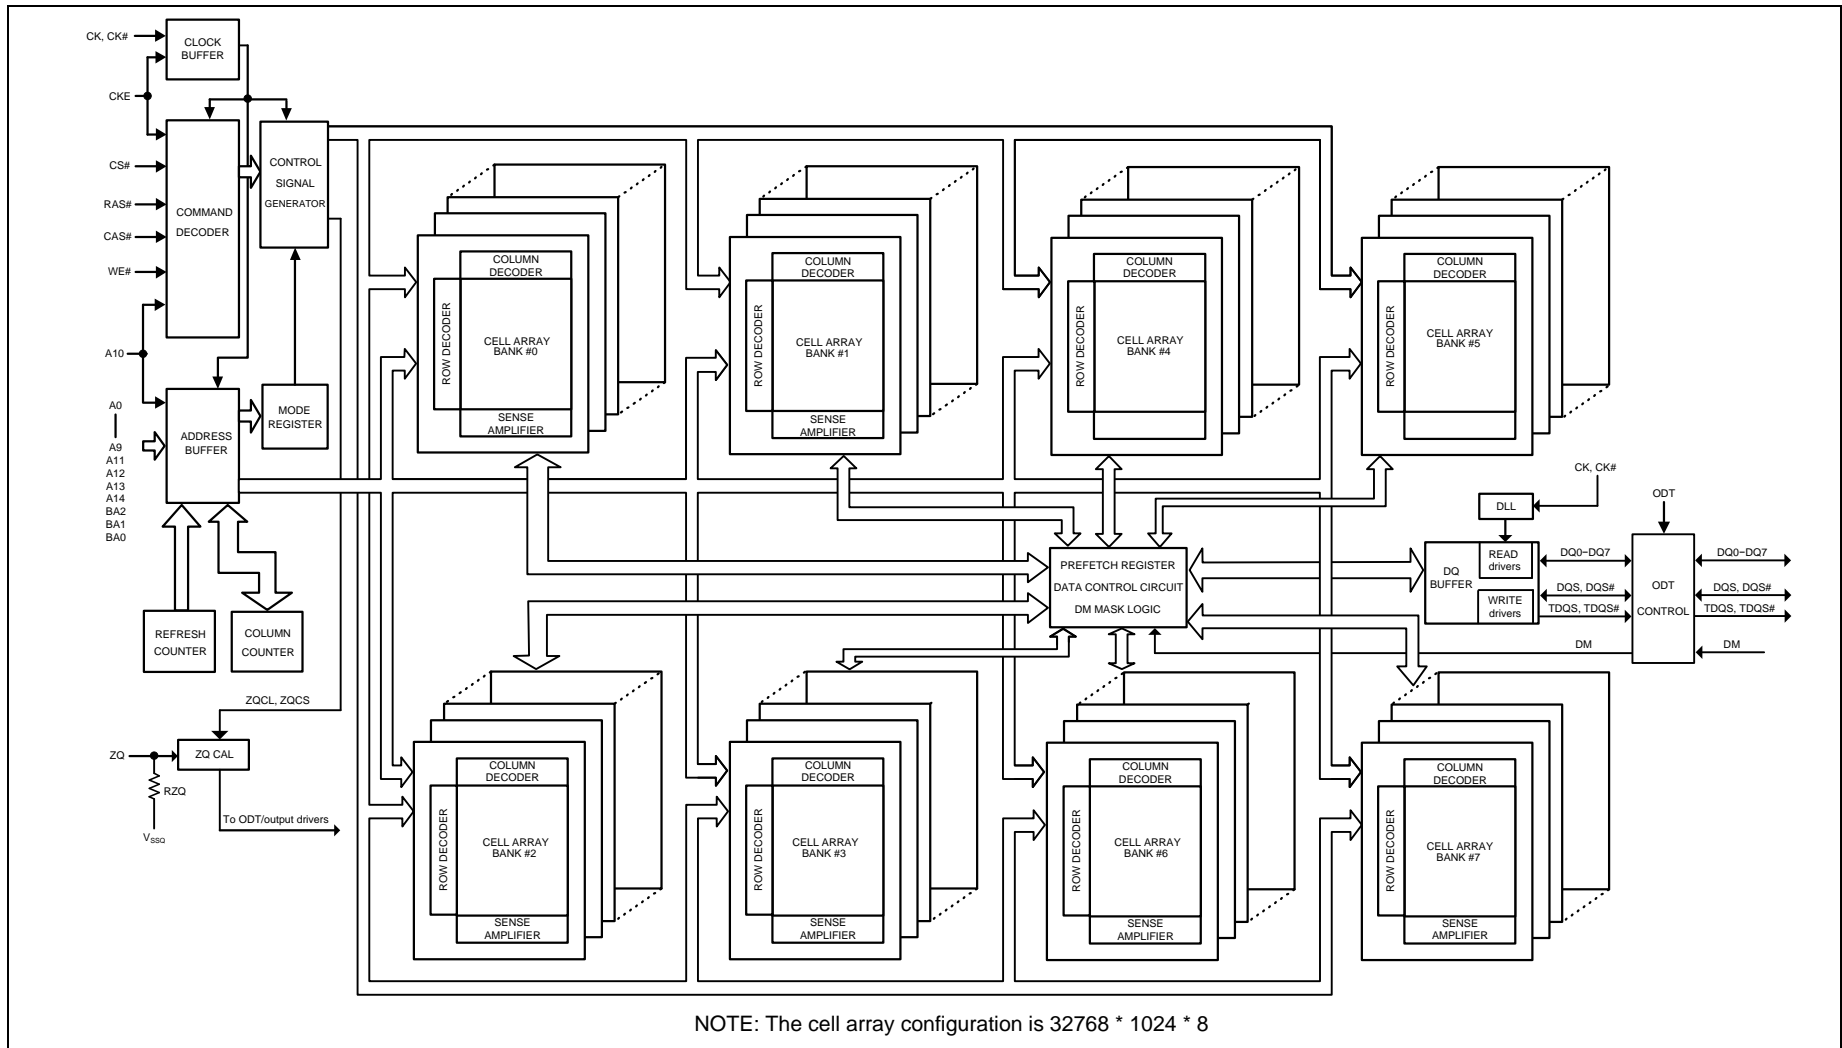 CK, CK#
CLOCK
BUFFER
CKE
CS#
RAS#
CAS#
WE#
COMMAND
DECODER
CONTROL
SIGNAL
GENERATOR
A10
A0
A9
A11
A12
A13
A14
BA2
BA1
BA0
ADDRESS
BUFFER
MODE
REGISTER
REFRESH
COUNTER
COLUMN
COUNTER
ZQCL, ZQCS
ZQ
ZQ CAL
RZQ
VSSQ
To ODT/output drivers
COLUMN
DECODER
ROW DECODER
CELL ARRAY
BANK #0
SENSE
AMPLIFIER
COLUMN
DECODER
ROW DECODER
CELL ARRAY
BANK #1
SENSE
AMPLIFIER
COLUMN
DECODER
ROW DECODER
CELL ARRAY
BANK #4
COLUMN
DECODER
ROW DECODER
CELL ARRAY
BANK #5
PREFETCH REGISTER
DATA CONTROL CIRCUIT
DM MASK LOGIC
CK, CK#
DLL
ODT
DQ
BUFFER
READ
drivers
WRITE
drivers
DQ0−DQ7
DQS, DQS#
TDQS, TDQS#
DM
ODT
CONTROL
DQ0−DQ7
DQS, DQS#
TDQS, TDQS#
DM
COLUMN
DECODER
ROW DECODER
CELL ARRAY
BANK #2
SENSE
AMPLIFIER
COLUMN
DECODER
ROW DECODER
CELL ARRAY
BANK #3
SENSE
AMPLIFIER
COLUMN
DECODER
ROW DECODER
CELL ARRAY
BANK #6
SENSE
AMPLIFIER
COLUMN
DECODER
ROW DECODER
CELL ARRAY
BANK #7
SENSE
AMPLIFIER
NOTE: The cell array configuration is 32768 * 1024 * 8